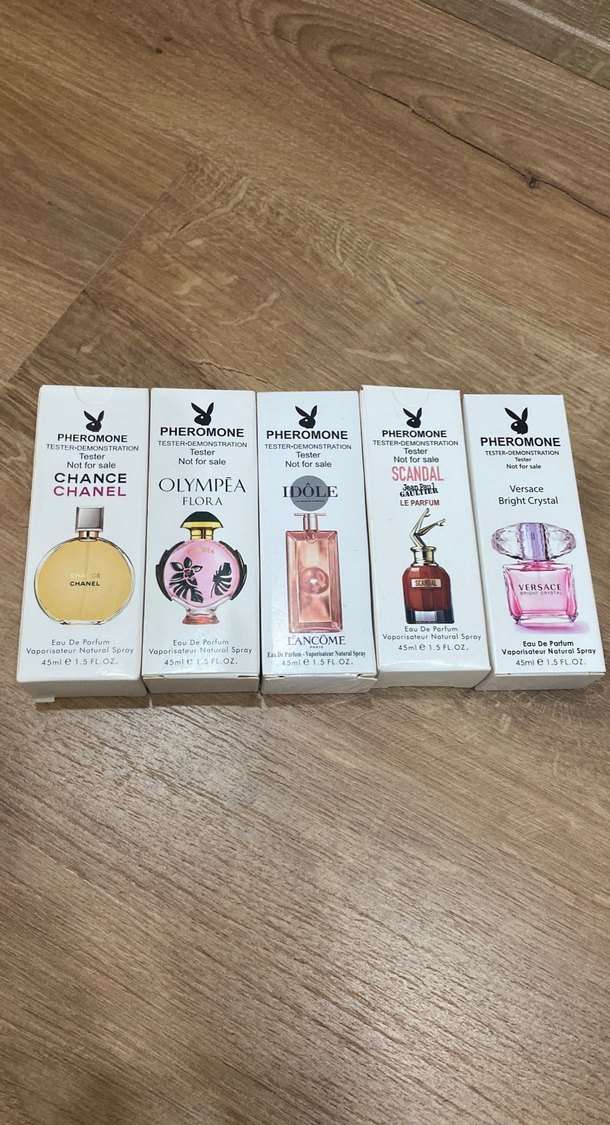 PHEROMONE
TESTER•DEMONSTRATION
Tester
Not for sale
CHANCE
CHANEL
CHANCE
CHANEL
Eau De Parfum
Vaporisateur Natural Spray
45ml e 1.5 FL.OZ.
PHEROMONE
TESTER•DEMONSTRATION
Tester
Not for sale
OLYMPĒA
FLORA
Eau De Parfum
Vaporisateur Natural Spray
45ml e 1.5 FL.OZ.
PHEROMONE
TESTER•DEMONSTRATION
Tester
Not for sale
IDÔLE
LANCÔME
PARIS
Eau De Parfum - Vaporisateur Natural Spray
45ml e 1.5 FL.OZ.
PHEROMONE
TESTER•DEMONSTRATION
Tester
Not for sale
SCANDAL
Jean Paul
GAULTIER
LE PARFUM
SCANDAL
Eau De Parfum
Vaporisateur Natural Spray
45ml e 1.5 FL.OZ.
PHEROMONE
TESTER•DEMONSTRATION
Tester
Not for sale
Versace
Bright Crystal
VERSACE
BRIGHT CRYSTAL
Eau De Parfum
Vaporisateur Natural Spray
45ml e 1.5 FL.OZ.